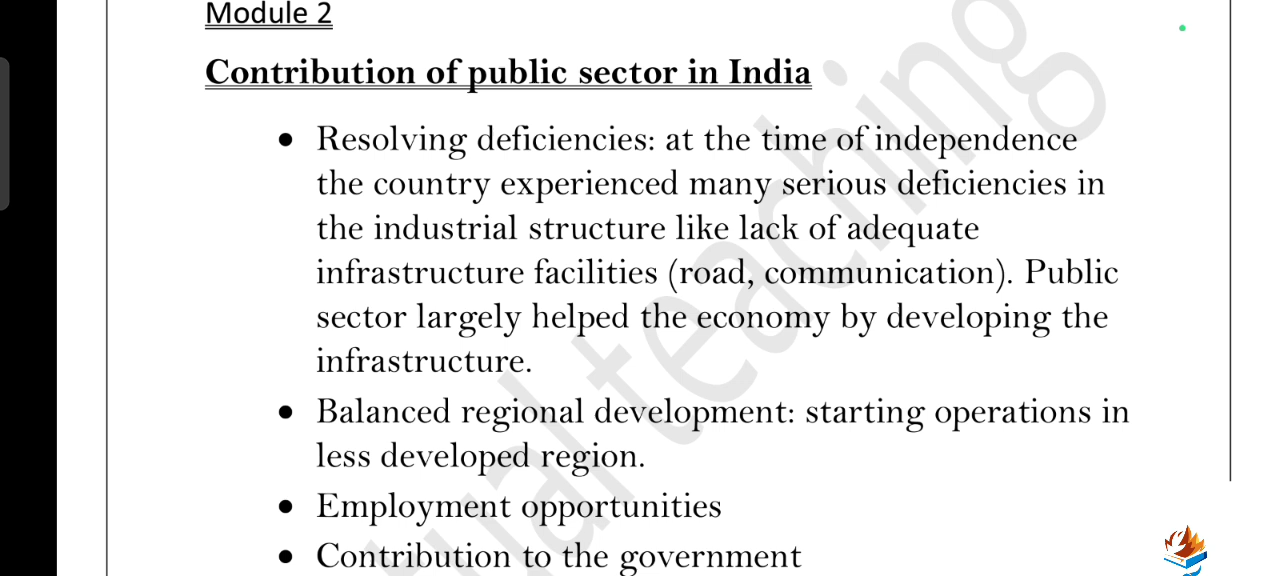 Module 2
Contribution of public sector in India
• Resolving deficiencies: at the time of independence
the country experienced many serious deficiencies in
the industrial structure like lack of adequate
infrastructure facilities (road, communication). Public
sector largely helped the economy by developing the
infrastructure.
• Balanced regional development: starting operations in
less developed region.
• Employment opportunities
• Contribution to the government
teaching